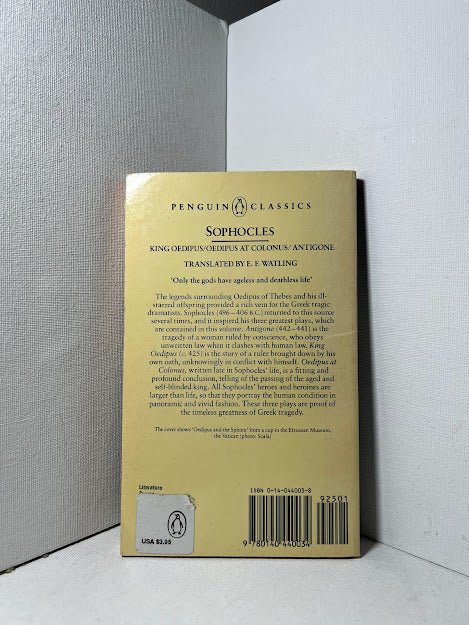 PENGUIN CLASSICS
SOPHOCLES
KING OEDIPUS/OEDIPUS AT COLONUS/ANTIGONE
TRANSLATED BY E. F. WATLING
'Only the gods have ageless and deathless life'
The legends surrounding Oedipus of Thebes and his ill-
starred offspring provided a rich vein for the Greek tragic
dramatists. Sophocles (496–406 B.C.) returned to this source
several times, and it inspired his three greatest plays, which
are contained in this volume. Antigone (442–441) is the
tragedy of a woman ruled by conscience, who obeys
unwritten law when it clashes with human law, King
Oedipus (c. 425) is the story of a ruler brought down by his
own oath, unknowingly in conflict with himself. Oedipus at
Colonus, written late in Sophocles' life, is a fitting and
profound conclusion, telling of the passing of the aged and
self-blinded king. All Sophocles' heroes and heroines are
larger than life, so that they portray the human condition in
panoramic and vivid fashion. These three plays are proof of
the timeless greatness of Greek tragedy.
The cover shows 'Oedipus and the Sphinx' from a cup in the Etruscan Museum,
the Vatican (photo: Scala)
Literature
USA $3.95
ISBN 0-14-044003-8
92501
9 780140 440034